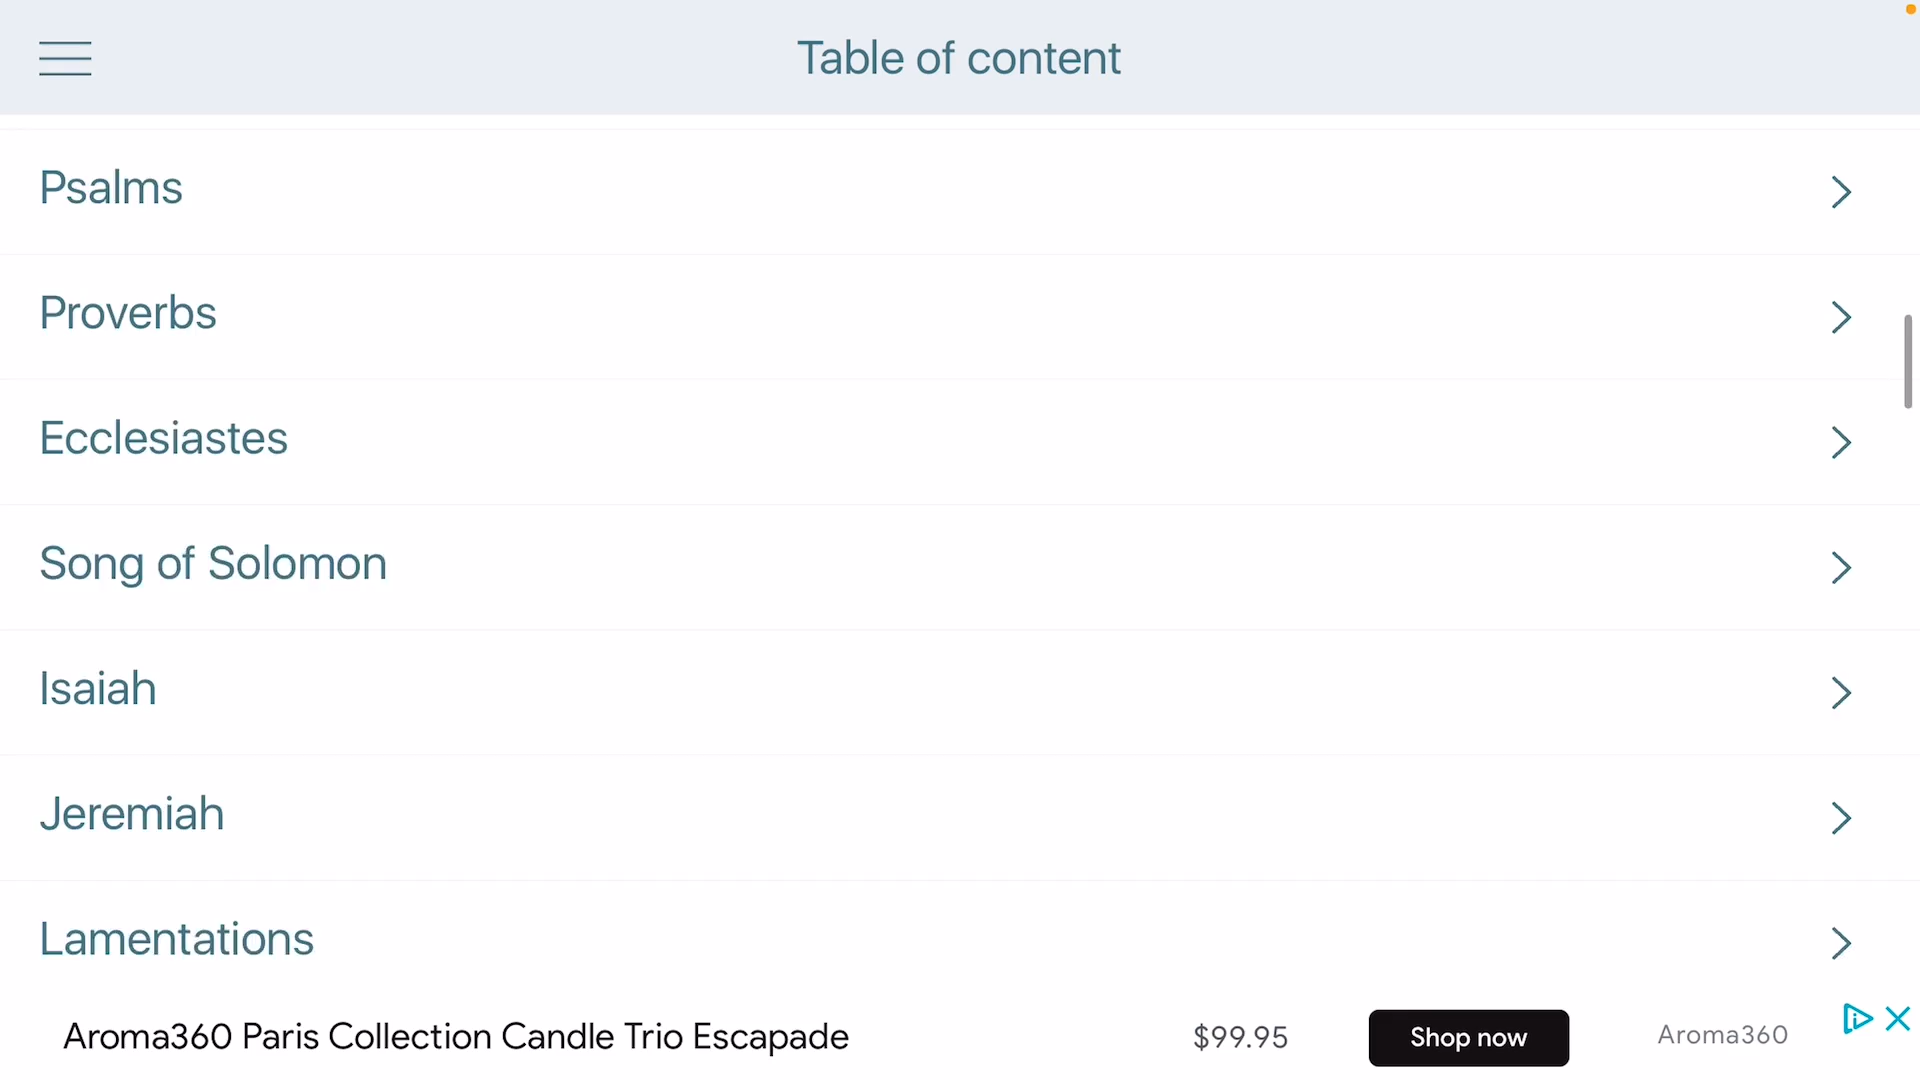 Table of content
Psalms
Proverbs
Ecclesiastes
Song of Solomon
Isaiah
Jeremiah
Lamentations
Aroma360 Paris Collection Candle Trio Escapade $99.95 Shop now Aroma360